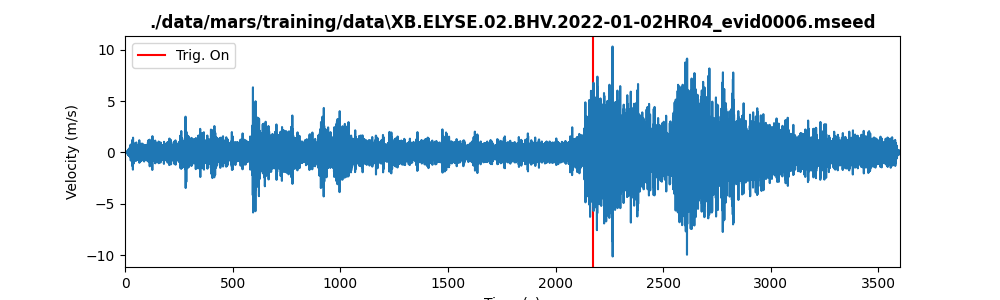 ./data/mars/training/data\XB.ELYSE.02.BHV.2022-01-02HR04_evid0006.mseed
Trig. On
Velocity (m/s)
10
5
0
−5
−10
0 500 1000 1500 2000 2500 3000 3500